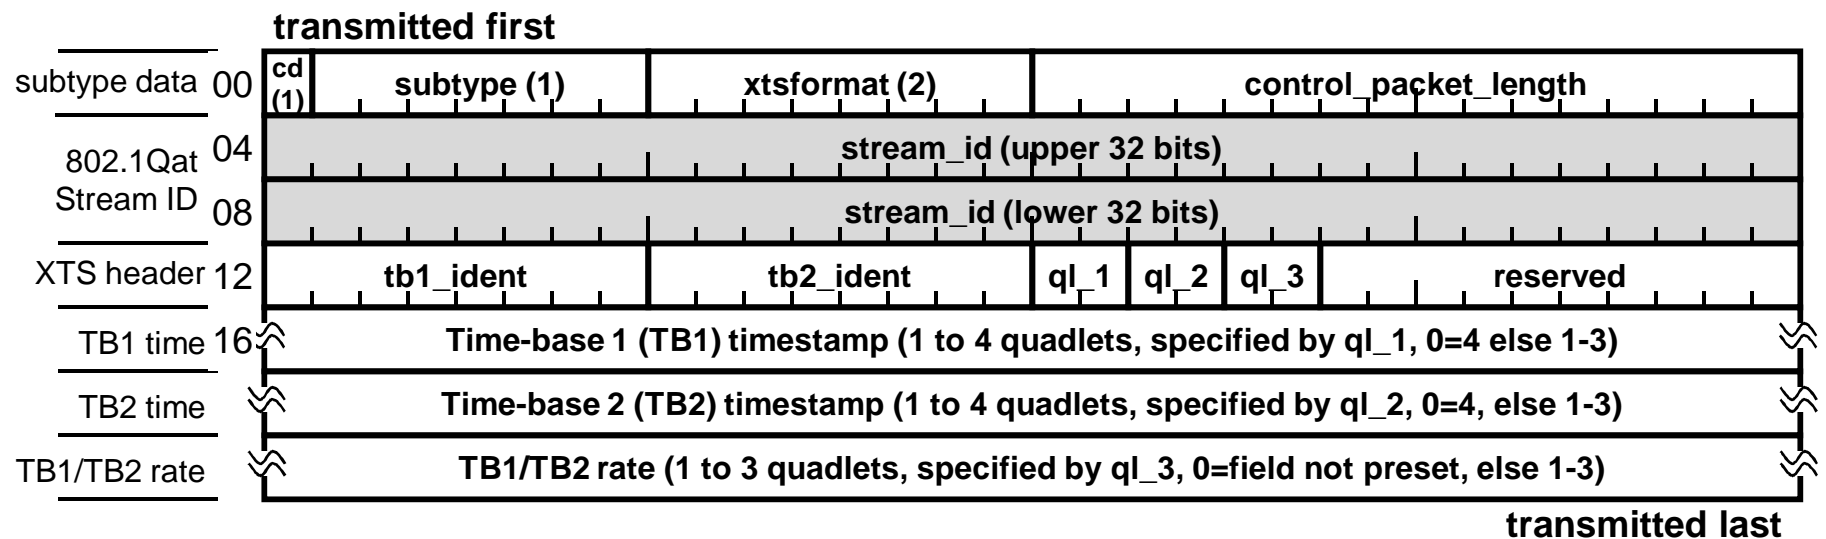 transmitted first
subtype data 00 cd (1) subtype (1) xtsformat (2) control_packet_length
802.1Qat Stream ID
04 stream_id (upper 32 bits)
08 stream_id (lower 32 bits)
XTS header 12 tb1_ident tb2_ident ql_1 ql_2 ql_3 reserved
TB1 time 16 Time-base 1 (TB1) timestamp (1 to 4 quadlets, specified by ql_1, 0=4 else 1-3)
TB2 time Time-base 2 (TB2) timestamp (1 to 4 quadlets, specified by ql_2, 0=4, else 1-3)
TB1/TB2 rate TB1/TB2 rate (1 to 3 quadlets, specified by ql_3, 0=field not preset, else 1-3)
transmitted last